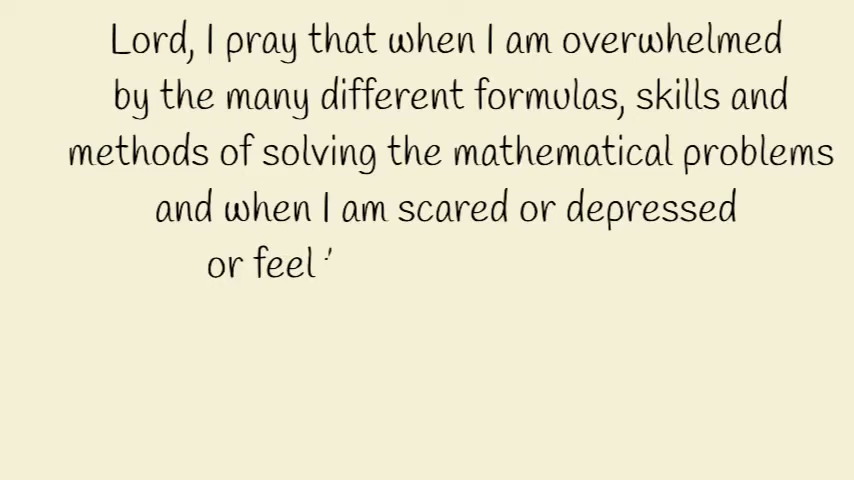 Lord, I pray that when I am overwhelmed
by the many different formulas, skills and
methods of solving the mathematical problems
and when I am scared or depressed
or feel